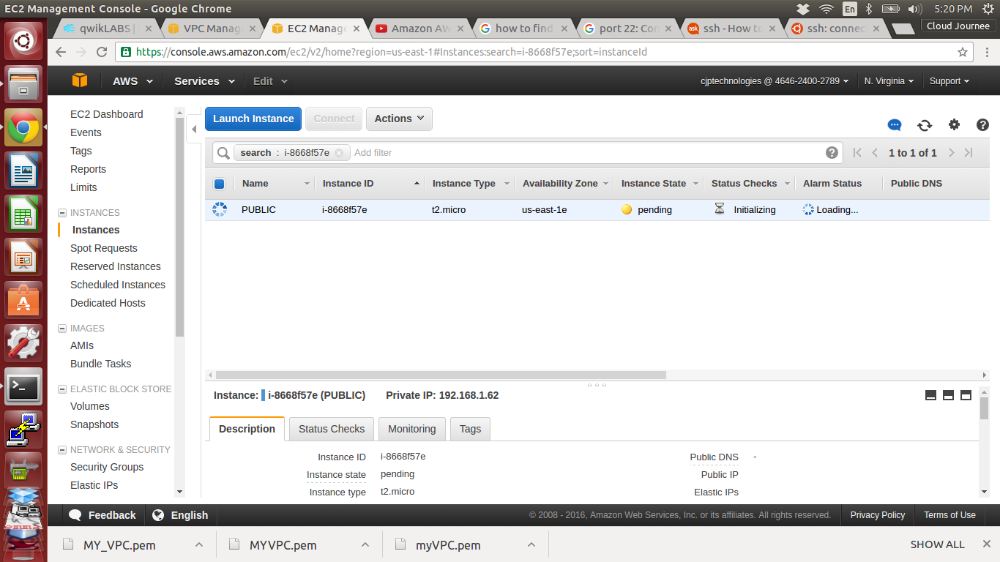 EC2 Management Console - Google Chrome
En
5:20 PM
qwikLABS |
VPC Manag
EC2 Manage
Amazon AW
how to find
port 22: Con
ssh - How to
ssh: connec
Cloud Journee
https://console.aws.amazon.com/ec2/v2/home?region=us-east-1#Instances:search=i-8668f57e;sort=instanceId
AWS
Services
Edit
cjptechnologies @ 4646-2400-2789
N. Virginia
Support
EC2 Dashboard
Events
Tags
Reports
Limits
INSTANCES
Instances
Spot Requests
Reserved Instances
Scheduled Instances
Dedicated Hosts
IMAGES
AMIs
Bundle Tasks
ELASTIC BLOCK STORE
Volumes
Snapshots
NETWORK & SECURITY
Security Groups
Elastic IPs
Launch Instance
Connect
Actions
search : i-8668f57e
Add filter
1 to 1 of 1
Name Instance ID Instance Type Availability Zone Instance State Status Checks Alarm Status Public DNS
PUBLIC i-8668f57e t2.micro us-east-1e pending Initializing Loading...
Instance: i-8668f57e (PUBLIC) Private IP: 192.168.1.62
Description Status Checks Monitoring Tags
Instance ID i-8668f57e Public DNS -
Instance state pending Public IP
Instance type t2.micro Elastic IPs
Feedback
English
© 2008 - 2016, Amazon Web Services, Inc. or its affiliates. All rights reserved.
Privacy Policy
Terms of Use
MY_VPC.pem
MYVPC.pem
myVPC.pem
SHOW ALL